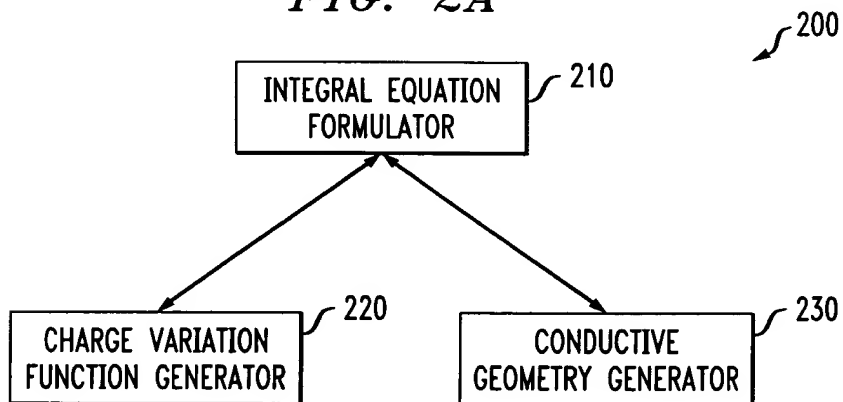 FIG. 2A
200
INTEGRAL EQUATION
FORMULATOR
210
CHARGE VARIATION
FUNCTION GENERATOR
220
CONDUCTIVE
GEOMETRY GENERATOR
230